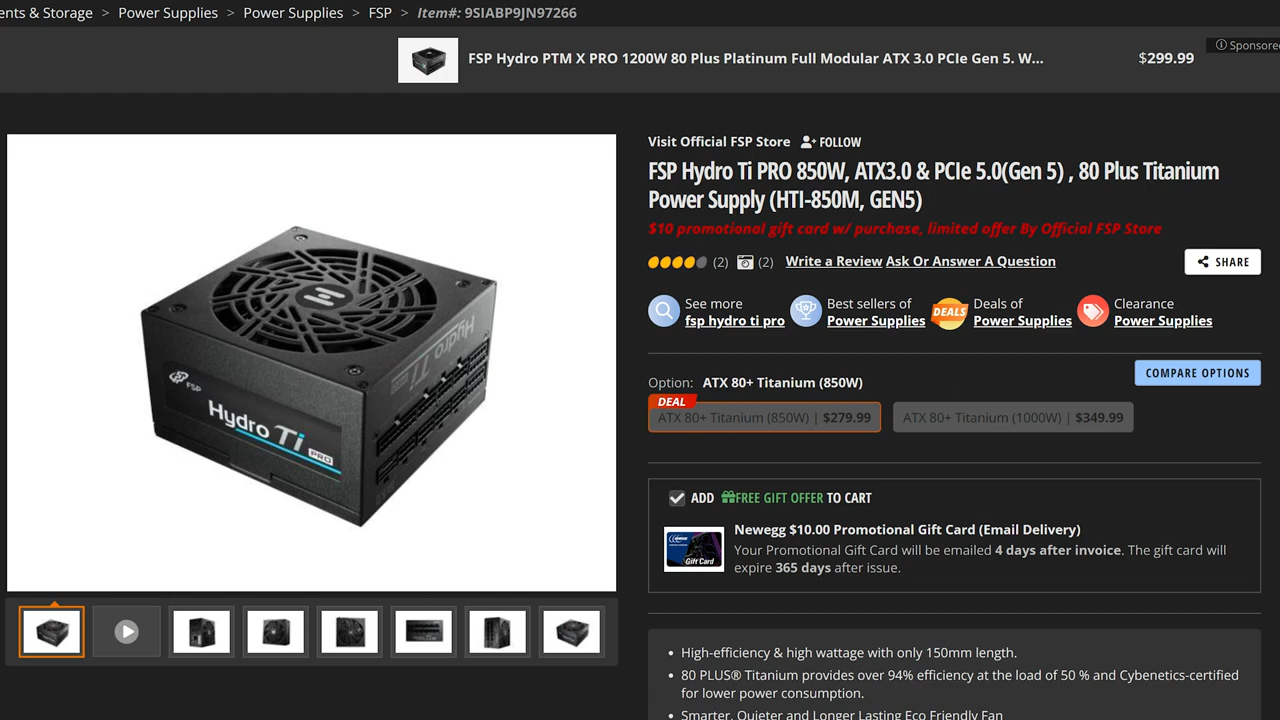 ents & Storage > Power Supplies > Power Supplies > FSP > Item#: 9SIABP9JN97266
FSP Hydro PTM X PRO 1200W 80 Plus Platinum Full Modular ATX 3.0 PCIe Gen 5. W...
$299.99
Sponsored
Visit Official FSP Store FOLLOW
FSP Hydro Ti PRO 850W, ATX3.0 & PCIe 5.0(Gen 5) , 80 Plus Titanium
Power Supply (HTI-850M, GEN5)
$10 promotional gift card w/ purchase, limited offer By Official FSP Store
(2) (2) Write a Review Ask Or Answer A Question
SHARE
See more
fsp hydro ti pro
Best sellers of
Power Supplies
DEALS
Deals of
Power Supplies
Clearance
Power Supplies
Option: ATX 80+ Titanium (850W)
COMPARE OPTIONS
DEAL
ATX 80+ Titanium (850W) | $279.99
ATX 80+ Titanium (1000W) | $349.99
ADD FREE GIFT OFFER TO CART
Gift Card
Newegg $10.00 Promotional Gift Card (Email Delivery)
Your Promotional Gift Card will be emailed 4 days after invoice. The gift card will
expire 365 days after issue.
• High-efficiency & high wattage with only 150mm length.
• 80 PLUS® Titanium provides over 94% efficiency at the load of 50 % and Cybenetics-certified
for lower power consumption.
• Smarter, Quieter and Longer Lasting Eco Friendly Fan
FSP
Hydro Ti
PRO
Hydro Ti